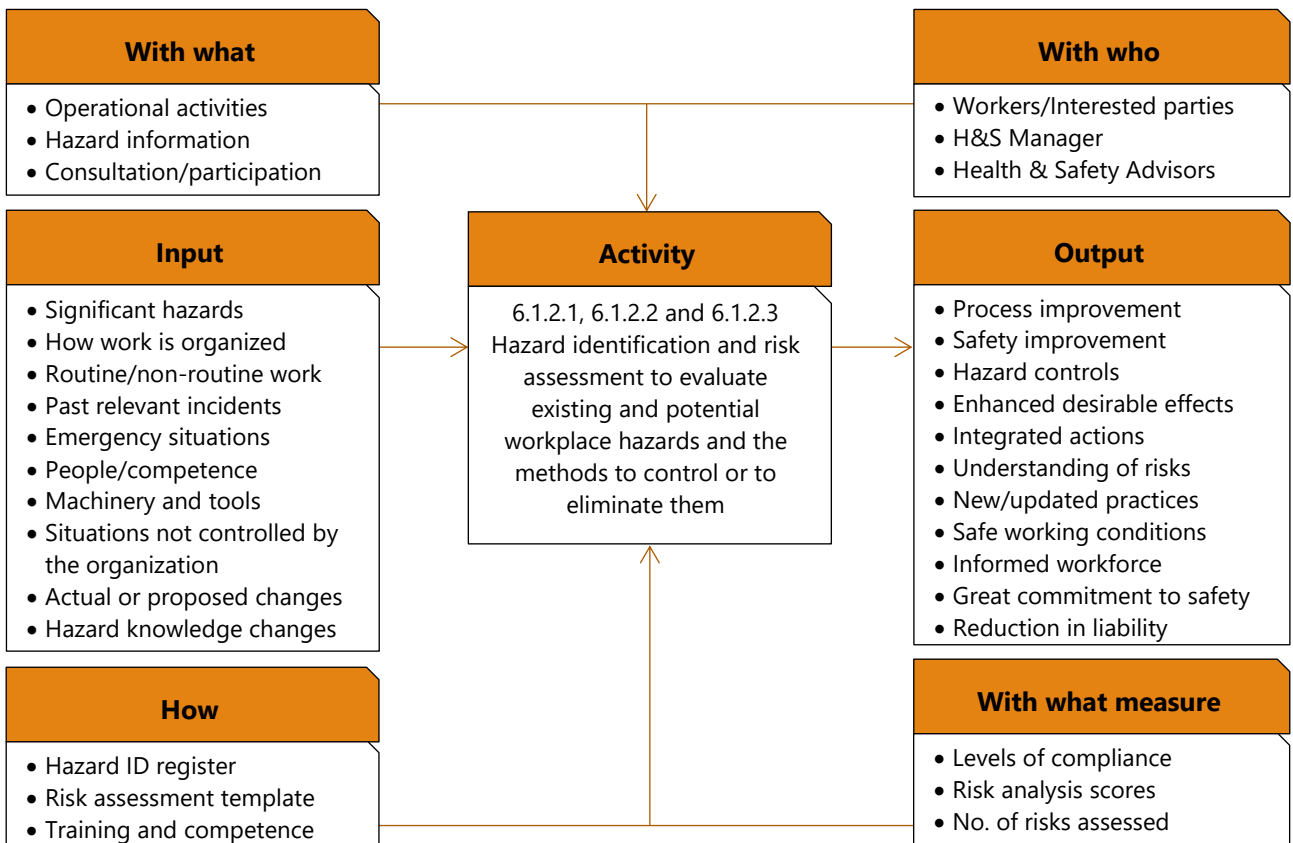 With what
• Operational activities
• Hazard information
• Consultation/participation
With who
• Workers/Interested parties
• H&S Manager
• Health & Safety Advisors
Input
• Significant hazards
• How work is organized
• Routine/non-routine work
• Past relevant incidents
• Emergency situations
• People/competence
• Machinery and tools
• Situations not controlled by
the organization
• Actual or proposed changes
• Hazard knowledge changes
Activity
6.1.2.1, 6.1.2.2 and 6.1.2.3
Hazard identification and risk
assessment to evaluate
existing and potential
workplace hazards and the
methods to control or to
eliminate them
Output
• Process improvement
• Safety improvement
• Hazard controls
• Enhanced desirable effects
• Integrated actions
• Understanding of risks
• New/updated practices
• Safe working conditions
• Informed workforce
• Great commitment to safety
• Reduction in liability
How
• Hazard ID register
• Risk assessment template
• Training and competence
With what measure
• Levels of compliance
• Risk analysis scores
• No. of risks assessed